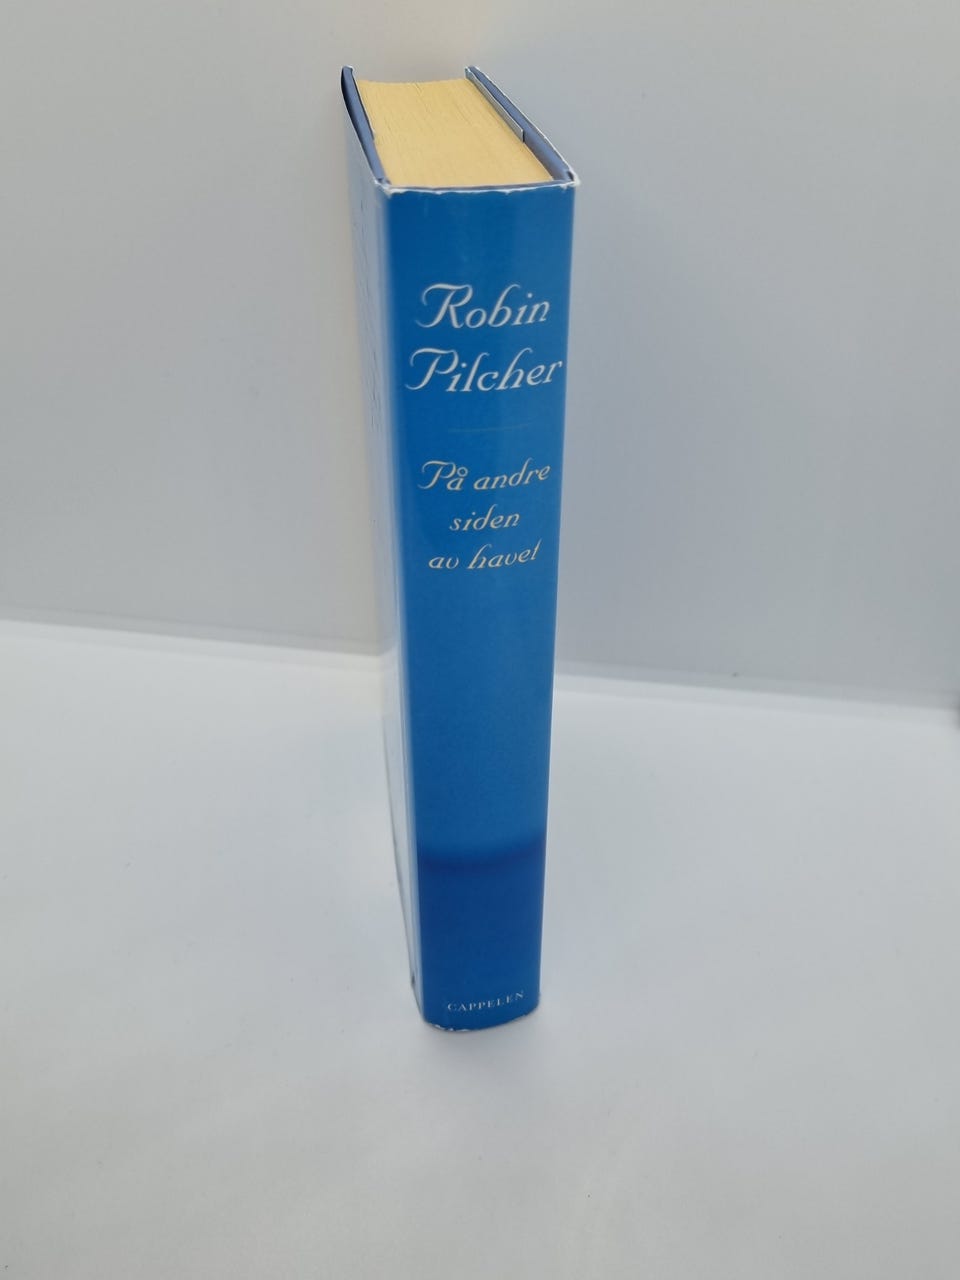 Robin
Pilcher
På andre
siden
av havet
CAPPELEN